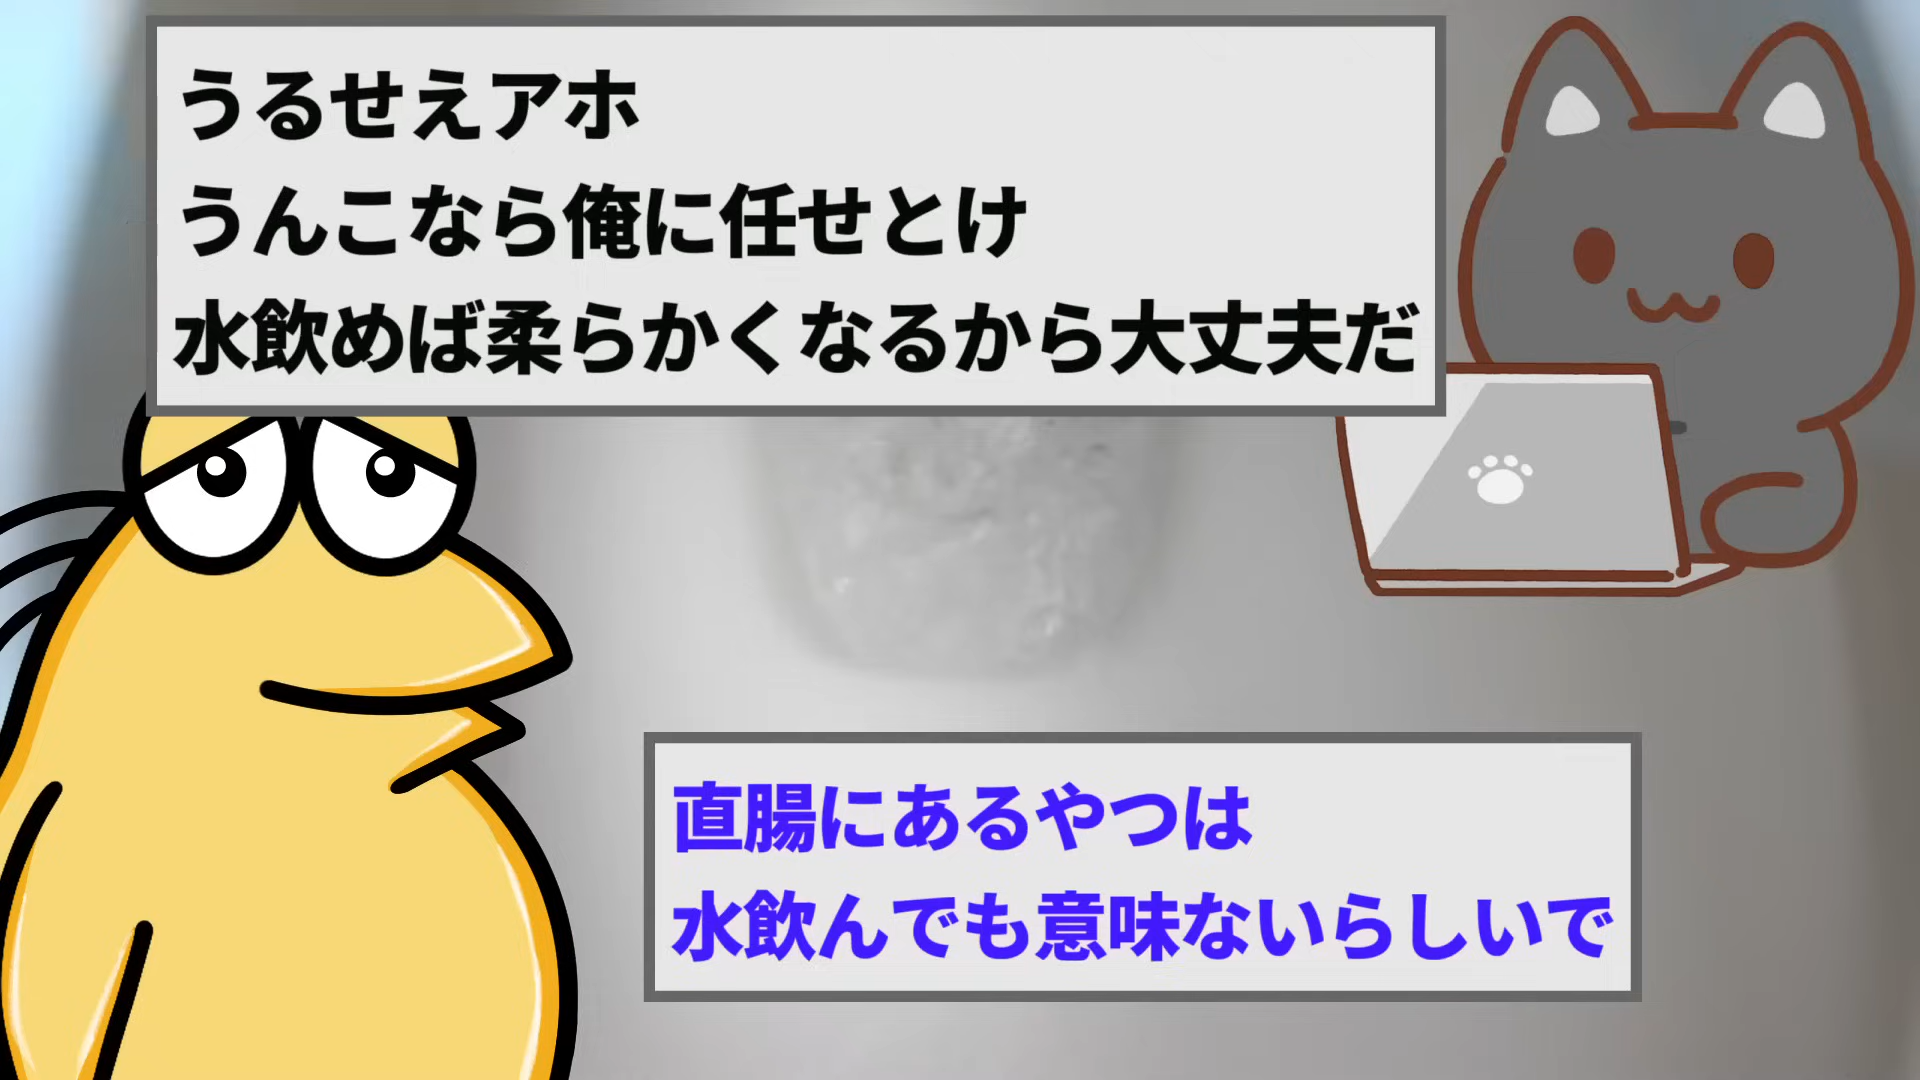 うるせえアホ
うんこなら俺に任せとけ
水飲めば柔らかくなるから大丈夫だ
直腸にあるやつは
水飲んでも意味ないらしいで